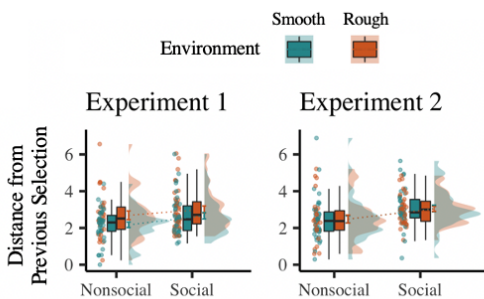 Smooth Rough
Environment
Experiment 1 Experiment 2
Distance from
Previous Selection
6 6
4 4
2 2
0 0
Nonsocial Social Nonsocial Social